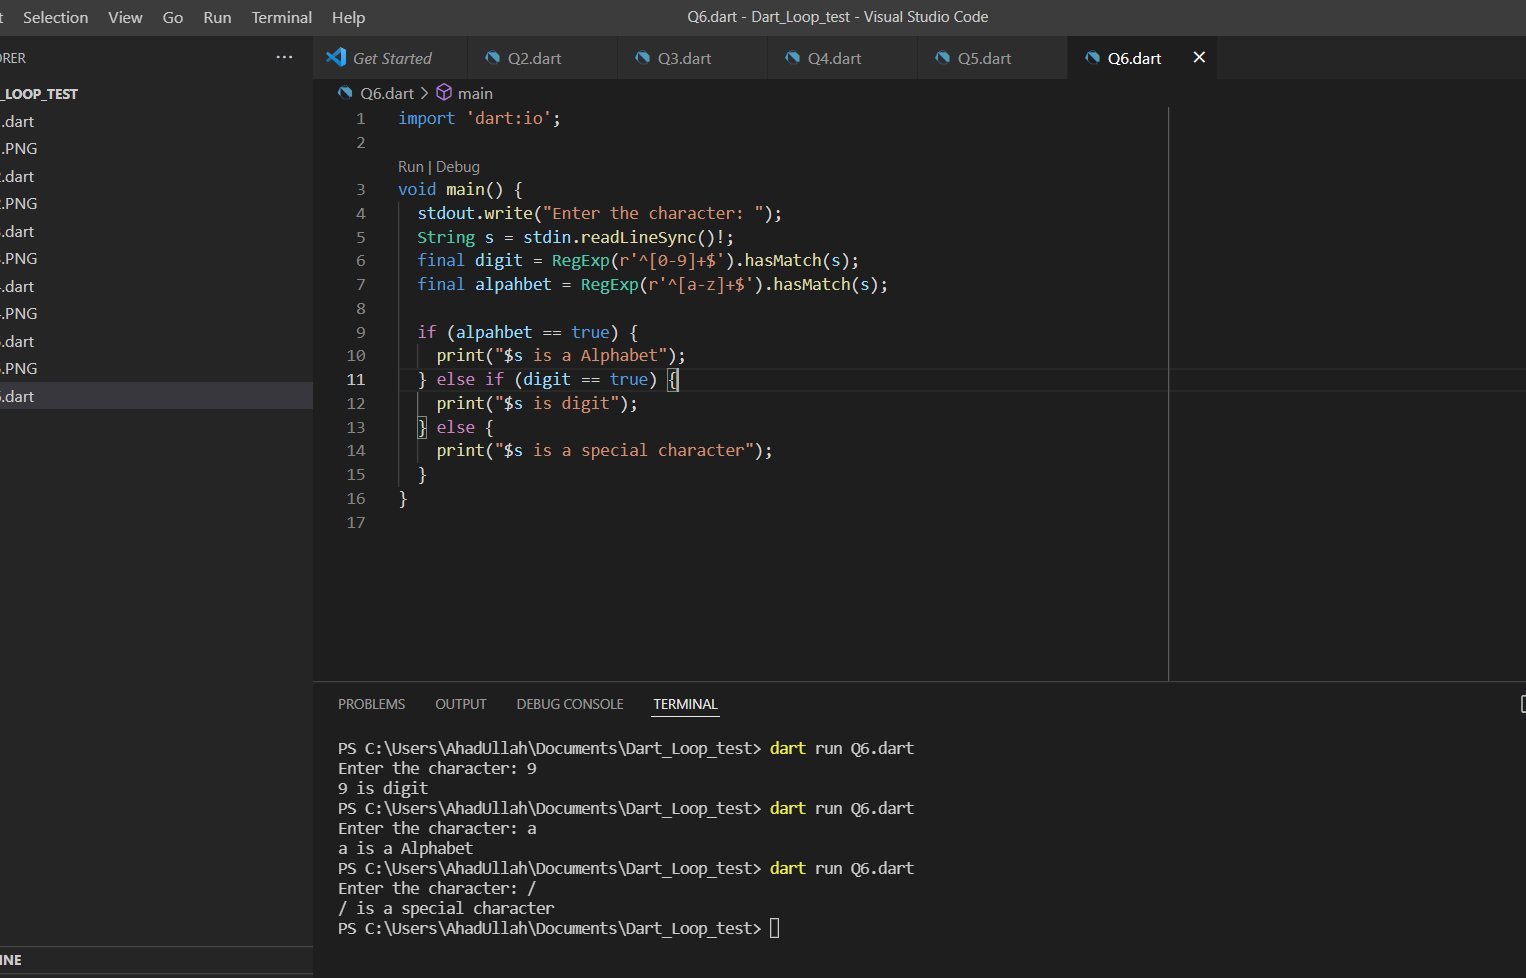 Selection View Go Run Terminal Help
Q6.dart - Dart_Loop_test - Visual Studio Code
ORER ···
_LOOP_TEST
.dart
.PNG
.dart
.PNG
.dart
.PNG
.dart
.PNG
.dart
.PNG
.dart
INE
Get Started Q2.dart Q3.dart Q4.dart Q5.dart Q6.dart
Q6.dart > main
1 import 'dart:io';
2
Run | Debug
3 void main() {
4 stdout.write("Enter the character: ");
5 String s = stdin.readLineSync()!;
6 final digit = RegExp(r'^[0-9]+$').hasMatch(s);
7 final alpahbet = RegExp(r'^[a-z]+$').hasMatch(s);
8
9 if (alpahbet == true) {
10 print("$s is a Alphabet");
11 } else if (digit == true) {
12 print("$s is digit");
13 } else {
14 print("$s is a special character");
15 }
16 }
17
PROBLEMS OUTPUT DEBUG CONSOLE TERMINAL
PS C:\Users\AhadUllah\Documents\Dart_Loop_test> dart run Q6.dart
Enter the character: 9
9 is digit
PS C:\Users\AhadUllah\Documents\Dart_Loop_test> dart run Q6.dart
Enter the character: a
a is a Alphabet
PS C:\Users\AhadUllah\Documents\Dart_Loop_test> dart run Q6.dart
Enter the character: /
/ is a special character
PS C:\Users\AhadUllah\Documents\Dart_Loop_test>